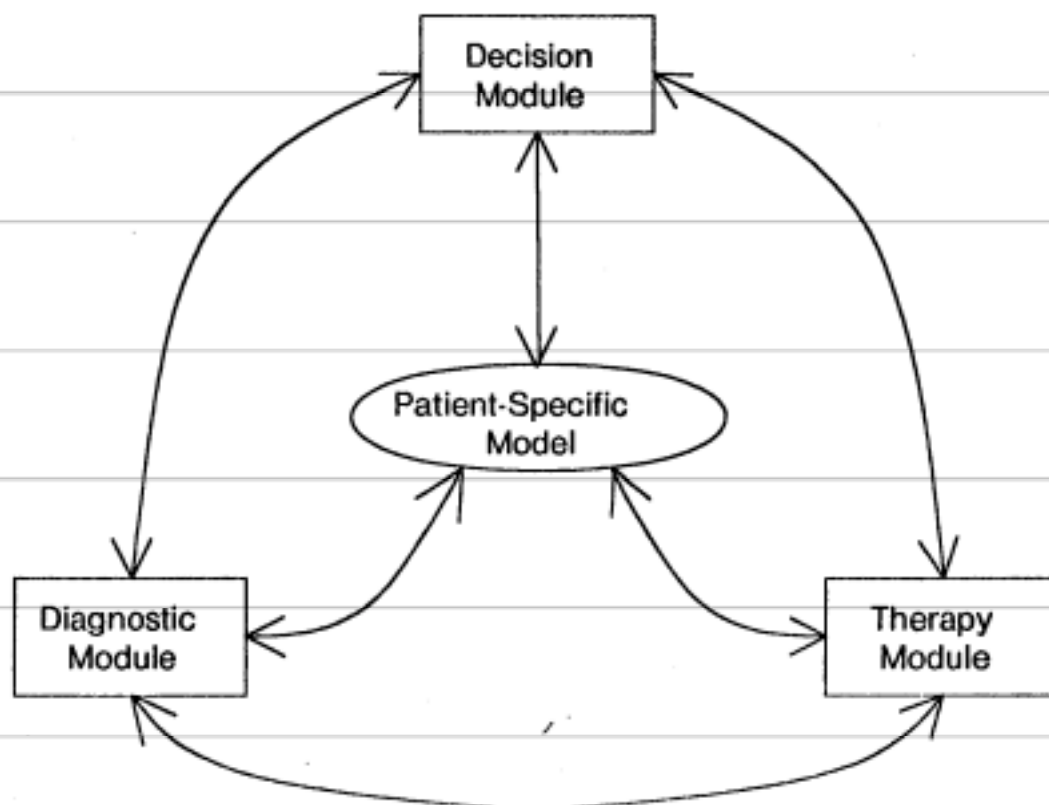 Decision
Module
Patient-Specific
Model
Diagnostic
Module
Therapy
Module